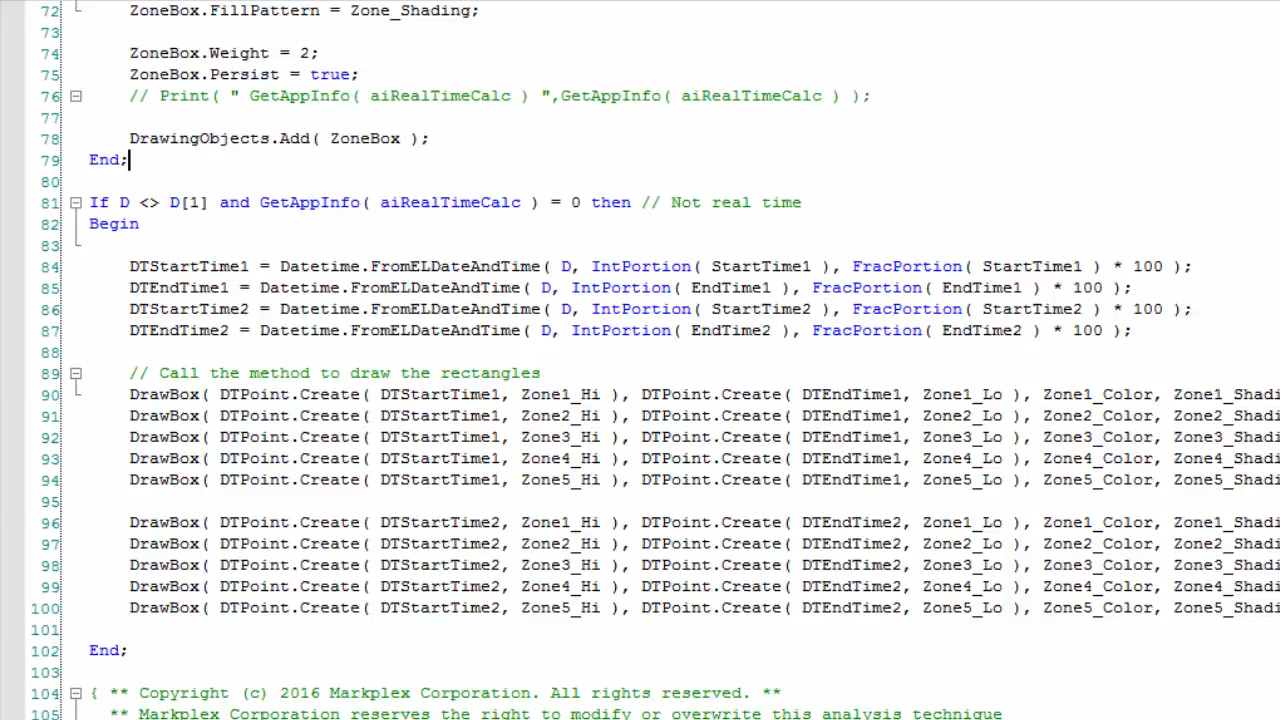 72 ZoneBox.FillPattern = Zone_Shading;
73
74 ZoneBox.Weight = 2;
75 ZoneBox.Persist = true;
76 // Print( " GetAppInfo( aiRealTimeCalc ) ",GetAppInfo( aiRealTimeCalc ) );
77
78 DrawingObjects.Add( ZoneBox );
79 End;
80
81 If D <> D[1] and GetAppInfo( aiRealTimeCalc ) = 0 then // Not real time
82 Begin
83
84 DTStartTime1 = Datetime.FromELDateAndTime( D, IntPortion( StartTime1 ), FracPortion( StartTime1 ) * 100 );
85 DTEndTime1 = Datetime.FromELDateAndTime( D, IntPortion( EndTime1 ), FracPortion( EndTime1 ) * 100 );
86 DTStartTime2 = Datetime.FromELDateAndTime( D, IntPortion( StartTime2 ), FracPortion( StartTime2 ) * 100 );
87 DTEndTime2 = Datetime.FromELDateAndTime( D, IntPortion( EndTime2 ), FracPortion( EndTime2 ) * 100 );
88
89 // Call the method to draw the rectangles
90 DrawBox( DTPoint.Create( DTStartTime1, Zone1_Hi ), DTPoint.Create( DTEndTime1, Zone1_Lo ), Zone1_Color, Zone1_Shadi
91 DrawBox( DTPoint.Create( DTStartTime1, Zone2_Hi ), DTPoint.Create( DTEndTime1, Zone2_Lo ), Zone2_Color, Zone2_Shadi
92 DrawBox( DTPoint.Create( DTStartTime1, Zone3_Hi ), DTPoint.Create( DTEndTime1, Zone3_Lo ), Zone3_Color, Zone3_Shadi
93 DrawBox( DTPoint.Create( DTStartTime1, Zone4_Hi ), DTPoint.Create( DTEndTime1, Zone4_Lo ), Zone4_Color, Zone4_Shadi
94 DrawBox( DTPoint.Create( DTStartTime1, Zone5_Hi ), DTPoint.Create( DTEndTime1, Zone5_Lo ), Zone5_Color, Zone5_Shadi
95
96 DrawBox( DTPoint.Create( DTStartTime2, Zone1_Hi ), DTPoint.Create( DTEndTime2, Zone1_Lo ), Zone1_Color, Zone1_Shadi
97 DrawBox( DTPoint.Create( DTStartTime2, Zone2_Hi ), DTPoint.Create( DTEndTime2, Zone2_Lo ), Zone2_Color, Zone2_Shadi
98 DrawBox( DTPoint.Create( DTStartTime2, Zone3_Hi ), DTPoint.Create( DTEndTime2, Zone3_Lo ), Zone3_Color, Zone3_Shadi
99 DrawBox( DTPoint.Create( DTStartTime2, Zone4_Hi ), DTPoint.Create( DTEndTime2, Zone4_Lo ), Zone4_Color, Zone4_Shadi
100 DrawBox( DTPoint.Create( DTStartTime2, Zone5_Hi ), DTPoint.Create( DTEndTime2, Zone5_Lo ), Zone5_Color, Zone5_Shadi
101
102 End;
103
104 { ** Copyright (c) 2016 Markplex Corporation. All rights reserved. **
105 ** Markplex Corporation reserves the right to modify or overwrite this analysis technique